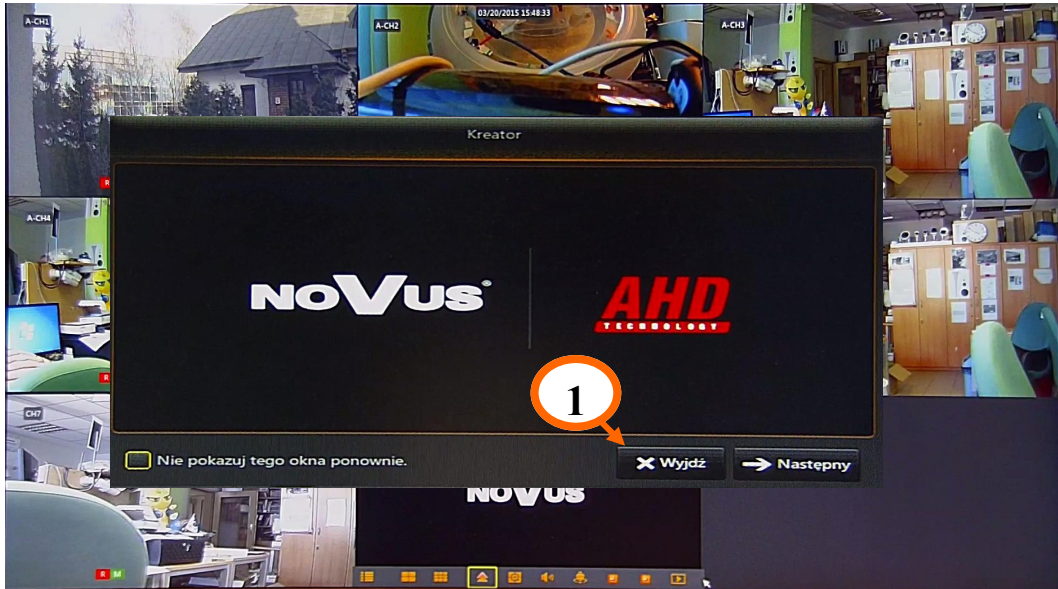 A-CH1
A-CH2
03/20/2015 15:48:33
A-CH3
Kreator
R
A-CH4
NOVUS®
AHD
TECHNOLOGY
R
1
CH7
Nie pokazuj tego okna ponownie.
Wyjdź
Następny
NOVUS
R M